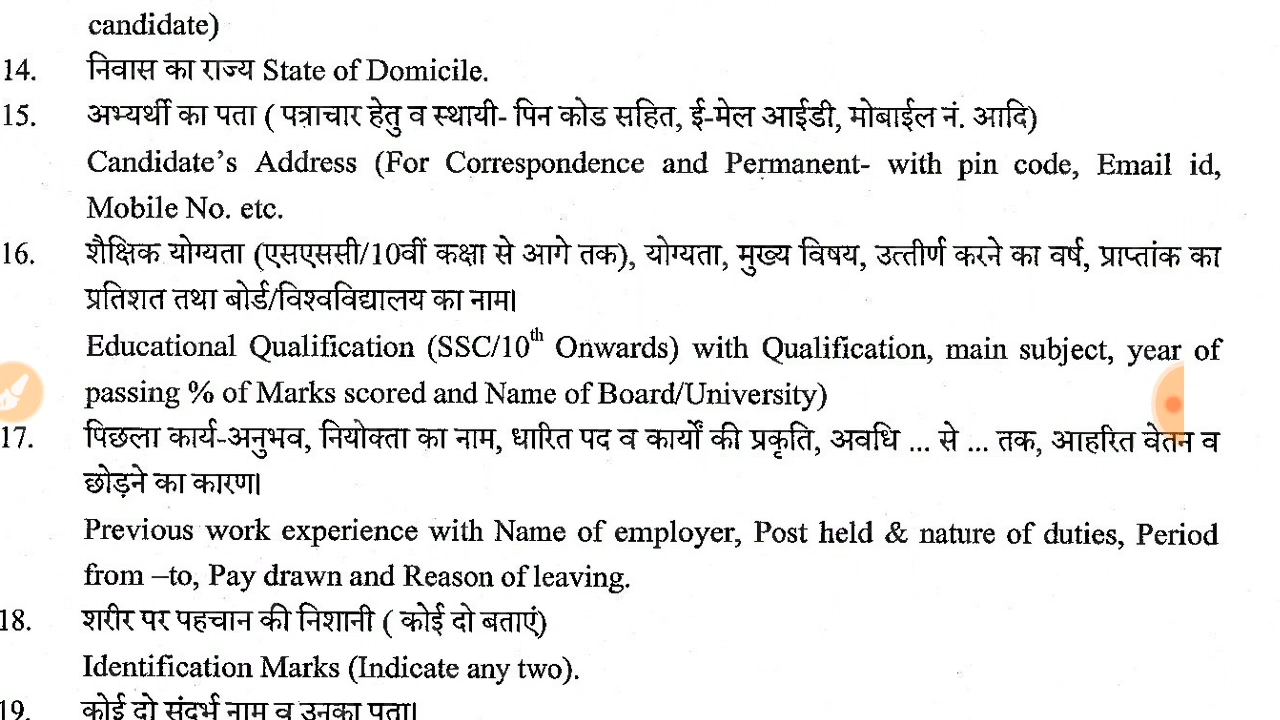 candidate)
14. निवास का राज्य State of Domicile.
15. अभ्यर्थी का पता ( पत्राचार हेतु व स्थायी- पिन कोड सहित, ई-मेल आईडी, मोबाईल नं. आदि)
Candidate's Address (For Correspondence and Permanent- with pin code, Email id,
Mobile No. etc.
16. शैक्षिक योग्यता (एसएससी/10वीं कक्षा से आगे तक), योग्यता, मुख्य विषय, उत्तीर्ण करने का वर्ष, प्राप्तांक का
प्रतिशत तथा बोर्ड/विश्वविद्यालय का नाम।
Educational Qualification (SSC/10th Onwards) with Qualification, main subject, year of
passing % of Marks scored and Name of Board/University)
17. पिछला कार्य-अनुभव, नियोक्ता का नाम, धारित पद व कार्यों की प्रकृति, अवधि ... से ... तक, आहरित वेतन व
छोड़ने का कारण।
Previous work experience with Name of employer, Post held & nature of duties, Period
from –to, Pay drawn and Reason of leaving.
18. शरीर पर पहचान की निशानी ( कोई दो बताएं)
Identification Marks (Indicate any two).
19. कोई दो संदर्भ नाम व उनका पता।